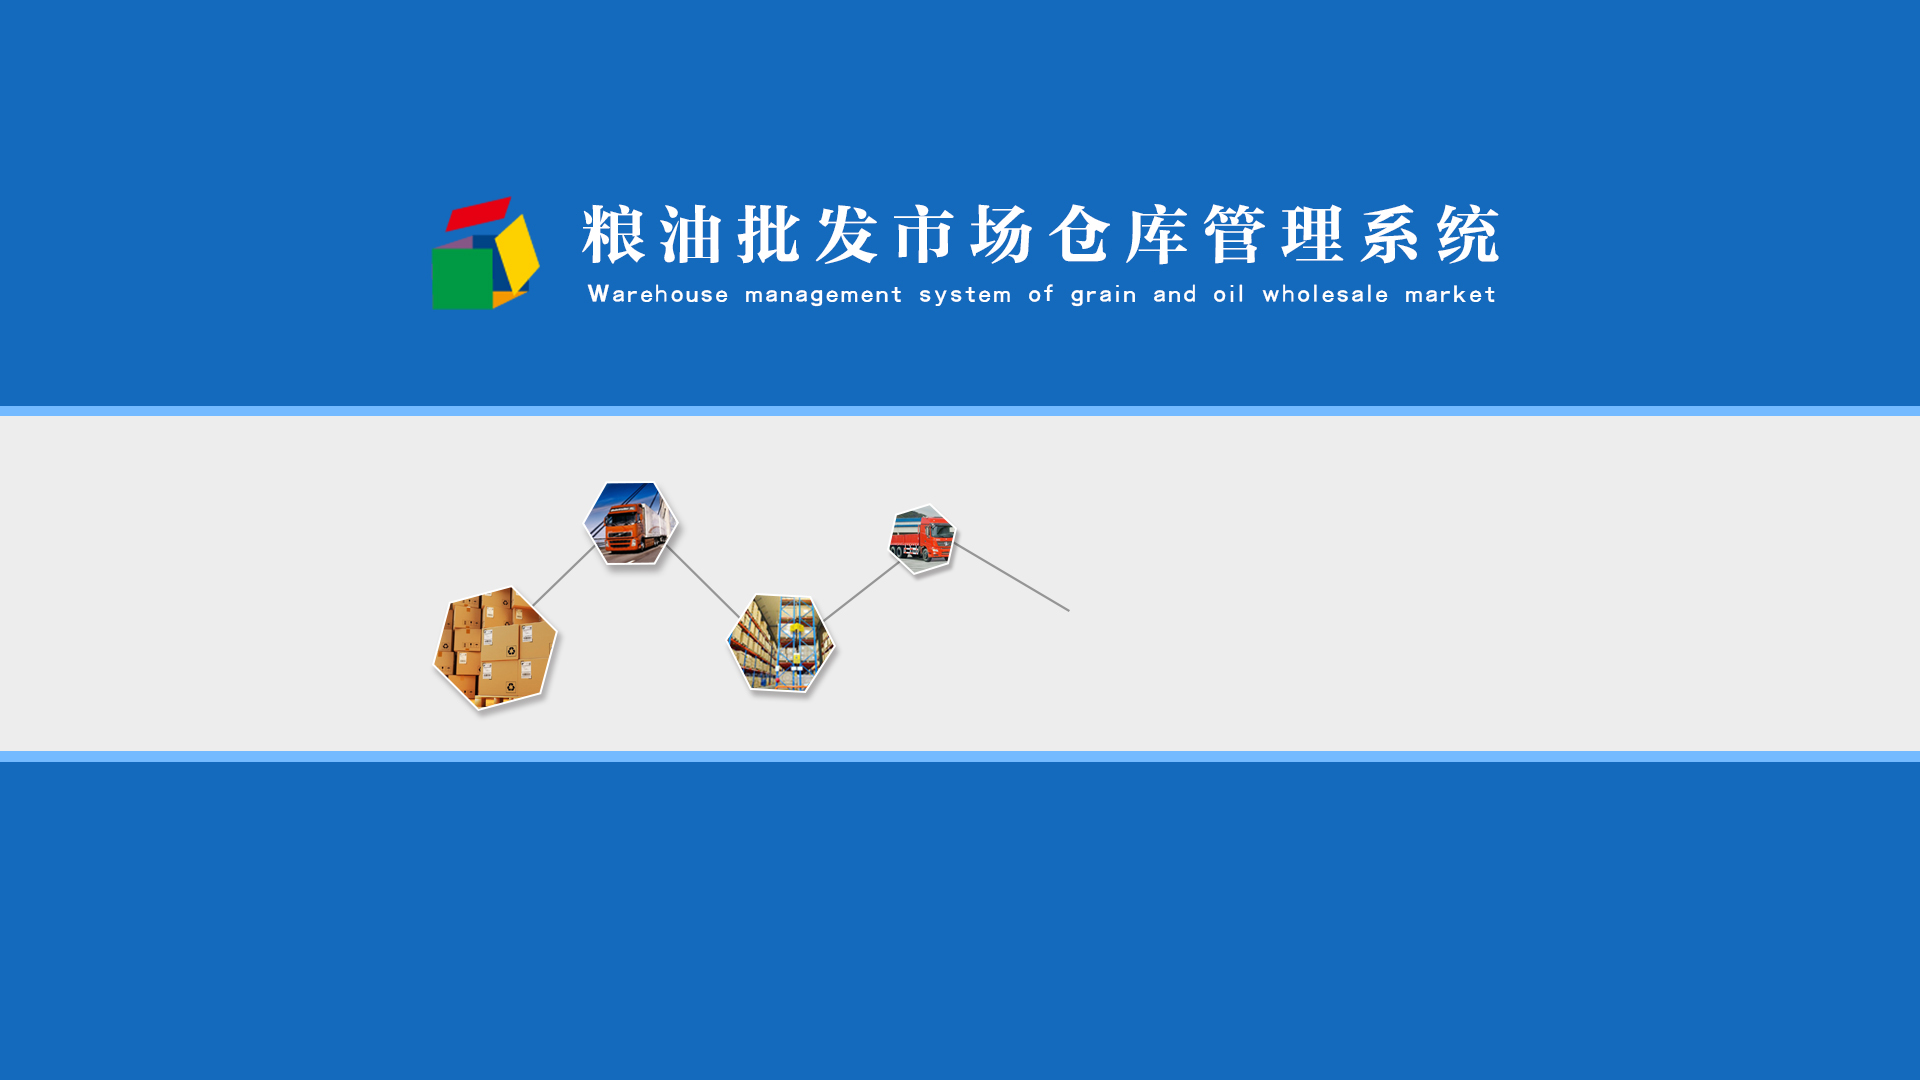 粮油批发市场仓库管理系统
Warehouse management system of grain and oil wholesale market